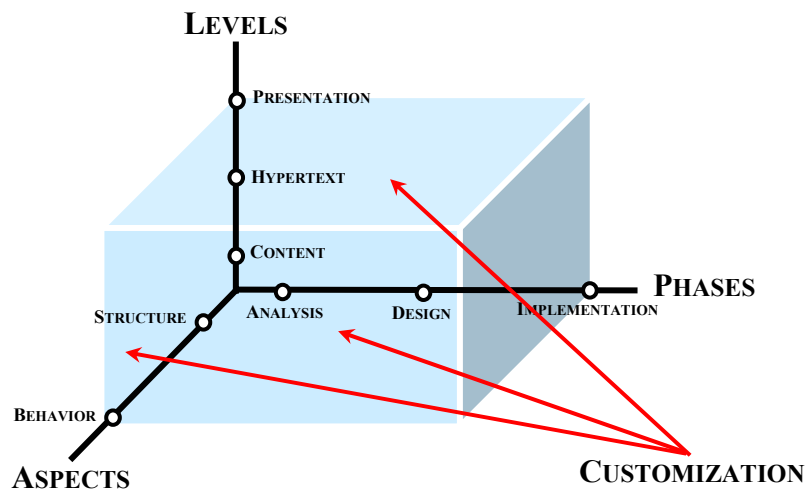 LEVELS
PRESENTATION
HYPERTEXT
CONTENT
PHASES
STRUCTURE
ANALYSIS
DESIGN
IMPLEMENTATION
BEHAVIOR
ASPECTS
CUSTOMIZATION